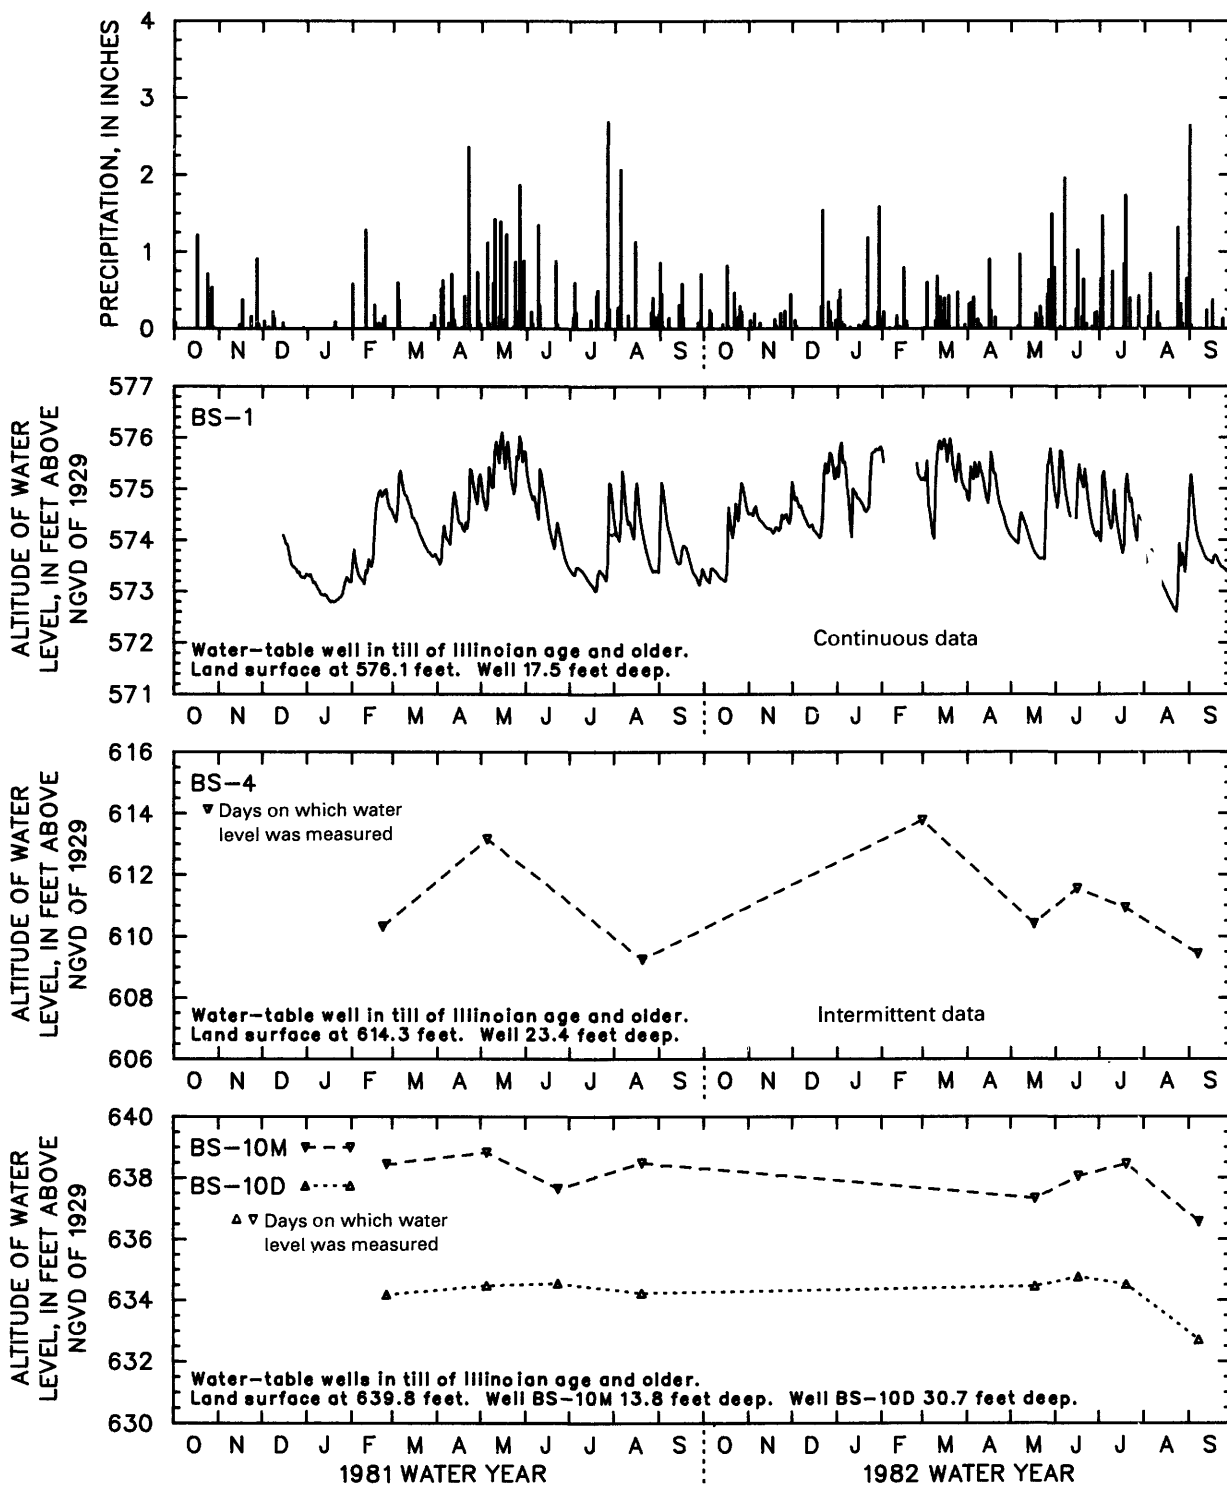 4
3
2
1
0
PRECIPITATION, IN INCHES
O N D J F M A M J J A S O N D J F M A M J J A S
577
576
575
574
573
572
571
ALTITUDE OF WATER
LEVEL, IN FEET ABOVE
NGVD OF 1929
BS-1
Continuous data
Water-table well in till of Illinoian age and older.
Land surface at 576.1 feet. Well 17.5 feet deep.
O N D J F M A M J J A S O N D J F M A M J J A S
616
614
612
610
608
606
ALTITUDE OF WATER
LEVEL, IN FEET ABOVE
NGVD OF 1929
BS-4
Days on which water
level was measured
Intermittent data
Water-table well in till of Illinoian age and older.
Land surface at 614.3 feet. Well 23.4 feet deep.
O N D J F M A M J J A S O N D J F M A M J J A S
640
638
636
634
632
630
ALTITUDE OF WATER
LEVEL, IN FEET ABOVE
NGVD OF 1929
BS-10M
BS-10D
Days on which water
level was measured
Water-table wells in till of Illinoian age and older.
Land surface at 639.8 feet. Well BS-10M 13.8 feet deep. Well BS-10D 30.7 feet deep.
O N D J F M A M J J A S O N D J F M A M J J A S
1981 WATER YEAR 1982 WATER YEAR